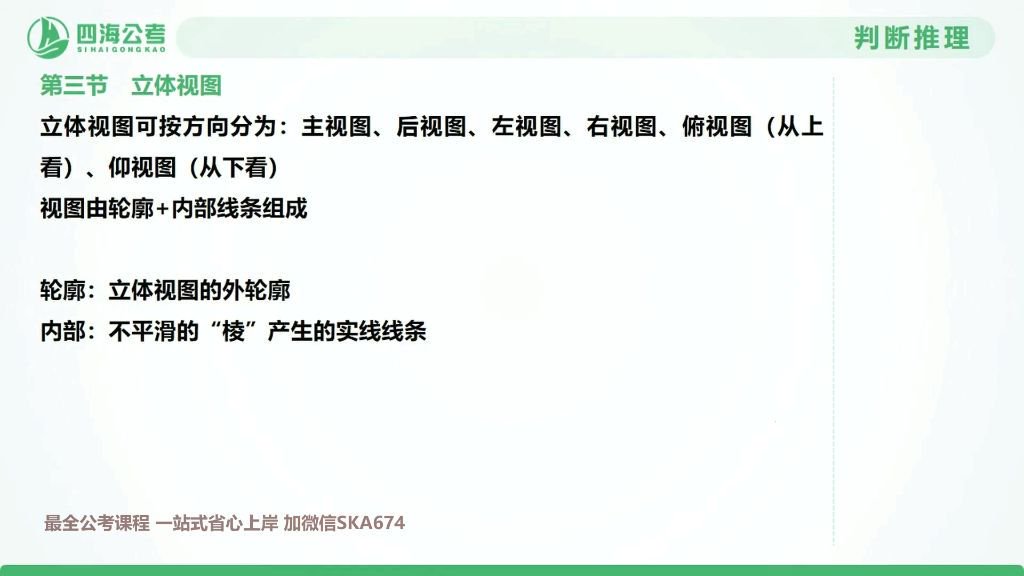 四海公考
SIHAIGONGKAO
判断推理
第三节 立体视图
立体视图可按方向分为：主视图、后视图、左视图、右视图、俯视图（从上
看）、仰视图（从下看）
视图由轮廓+内部线条组成
轮廓：立体视图的外轮廓
内部：不平滑的“棱”产生的实线线条
最全公考课程 一站式省心上岸 加微信SKA674